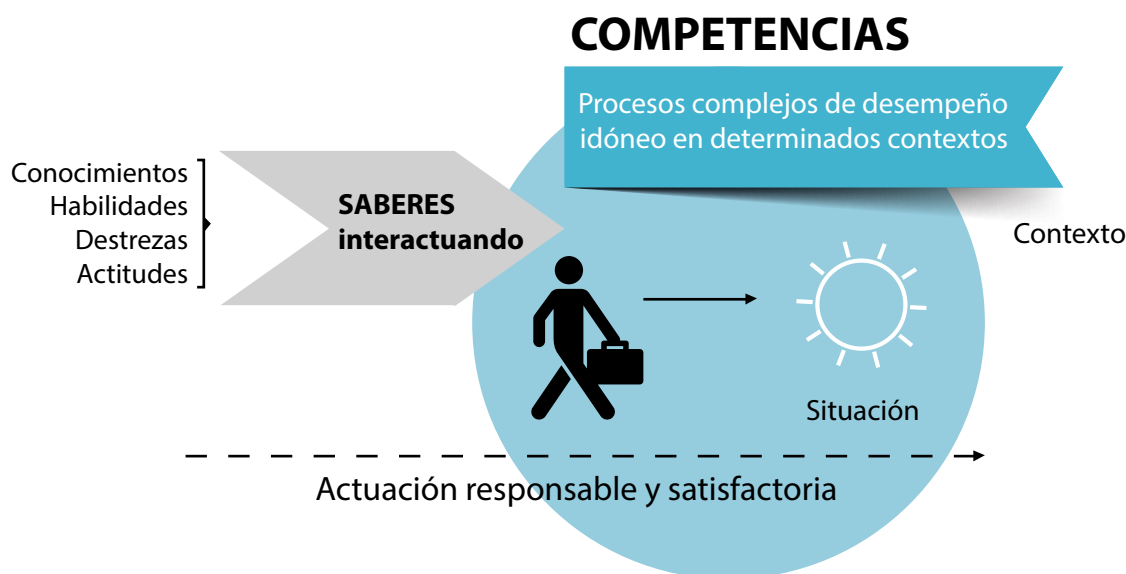 COMPETENCIAS
Procesos complejos de desempeño
idóneo en determinados contextos
Conocimientos
Habilidades
Destrezas
Actitudes
SABERES
interactuando
Contexto
Situación
Actuación responsable y satisfactoria